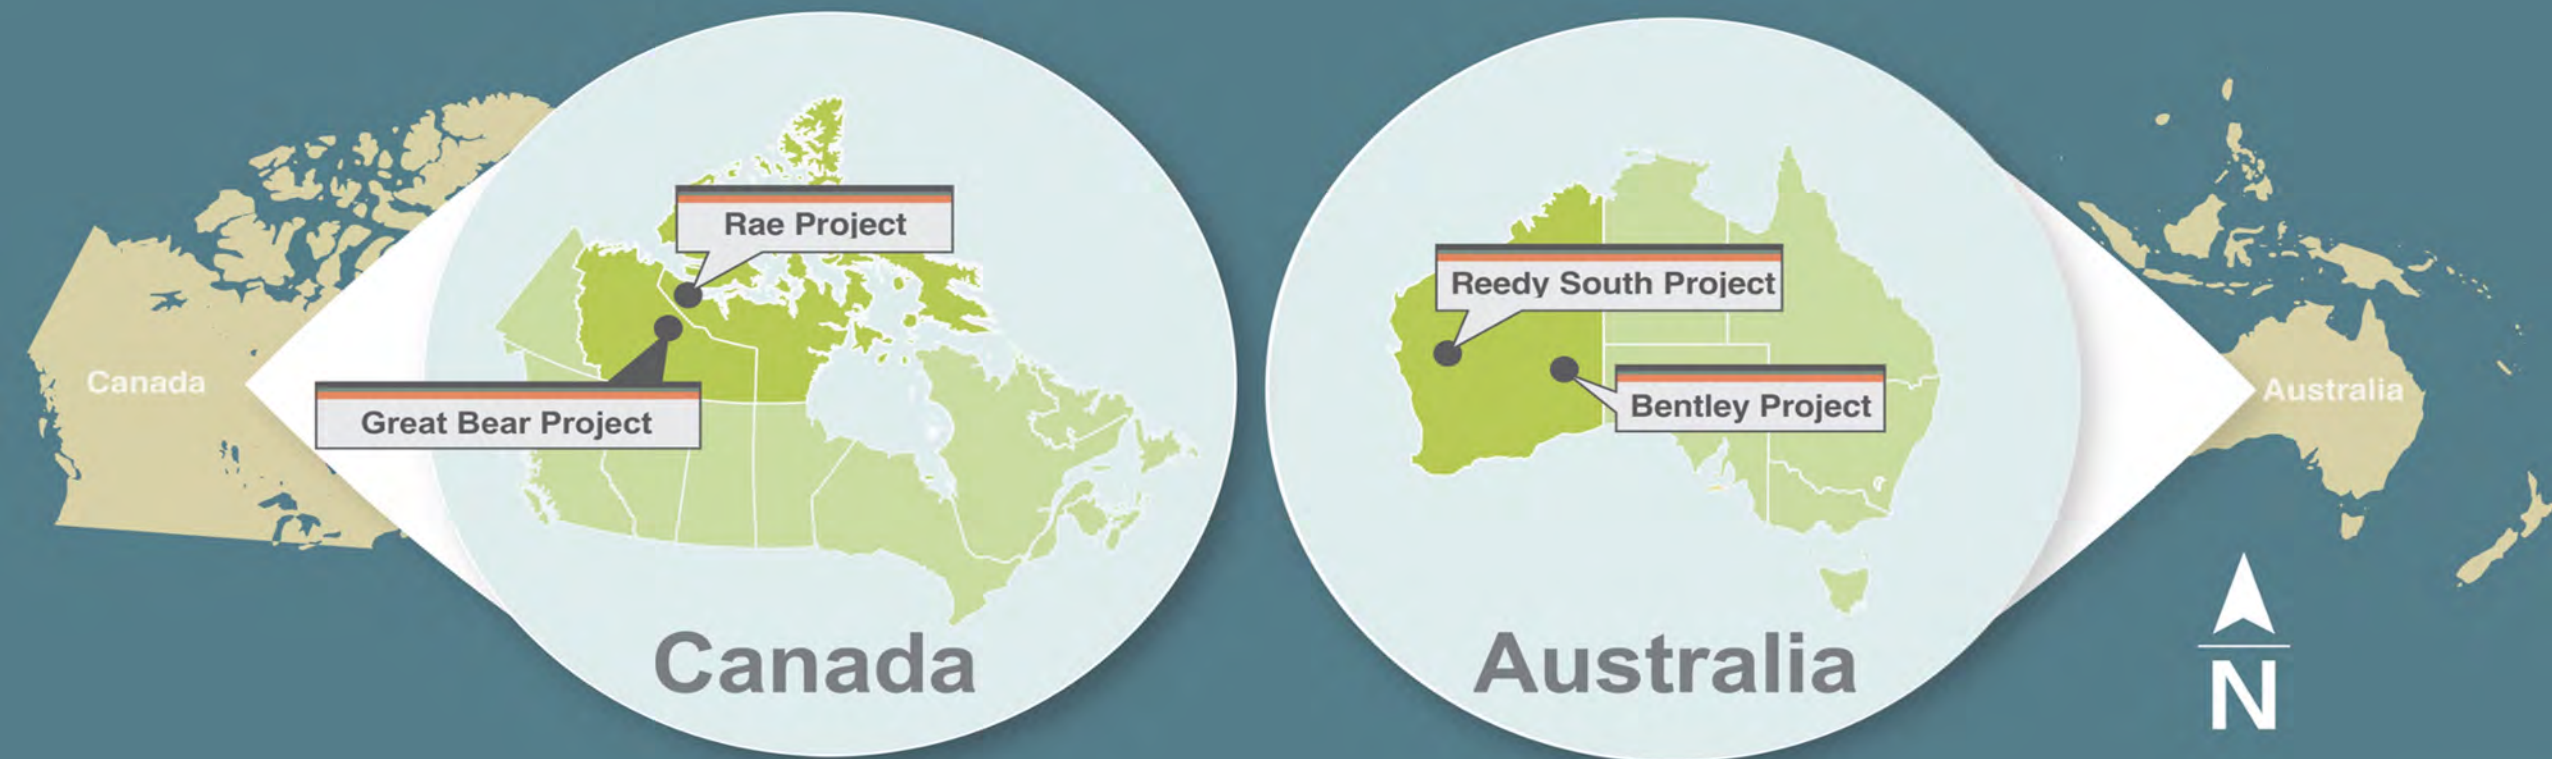 Canada
Rae Project
Great Bear Project
Canada
Reedy South Project
Bentley Project
Australia
Australia
N